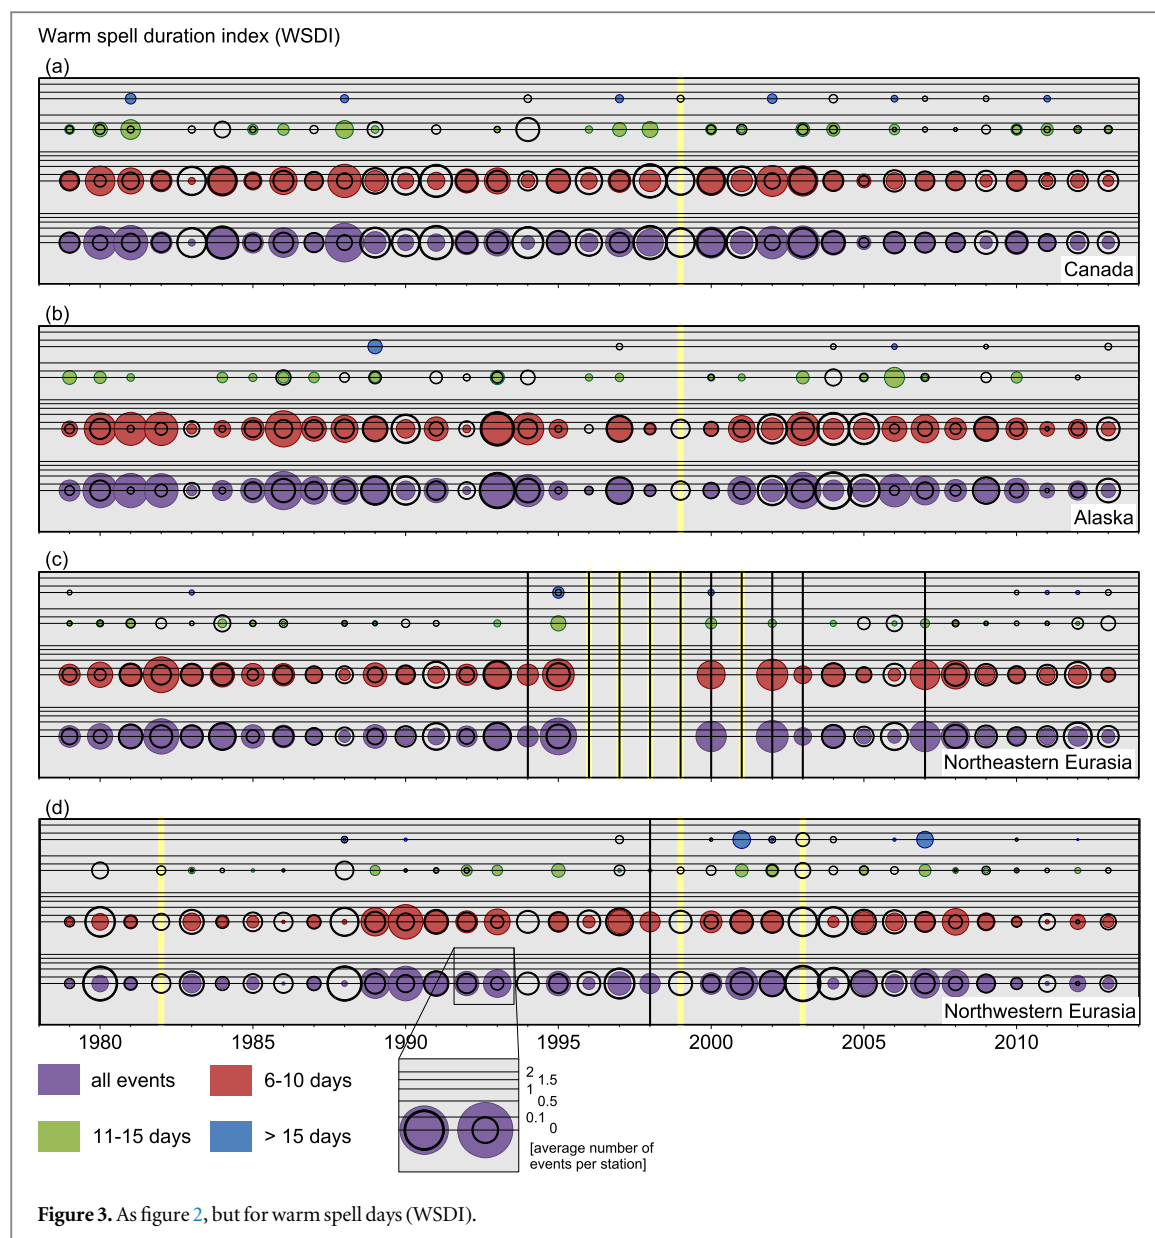 Warm spell duration index (WSDI)
(a)
Canada
(b)
Alaska
(c)
Northeastern Eurasia
(d)
Northwestern Eurasia
1980 1985 1990 1995 2000 2005 2010
all events 6-10 days
11-15 days > 15 days
2
1.5
1
0.5
0.1
0
[average number of
events per station]
Figure 3. As figure 2, but for warm spell days (WSDI).